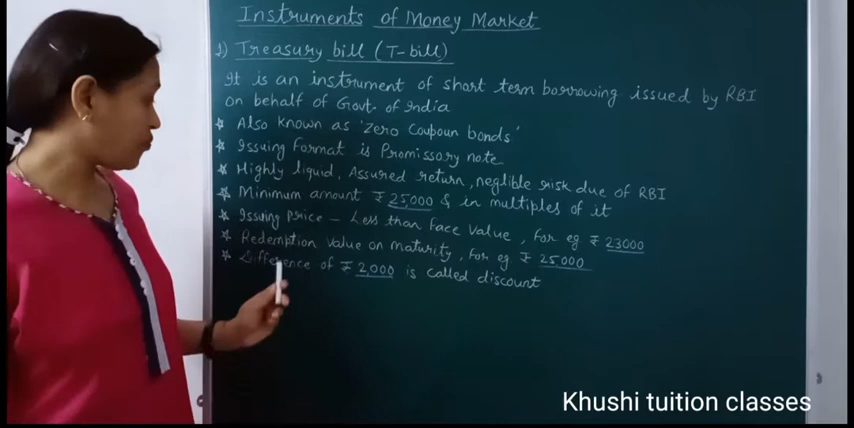 Instruments of Money Market
1) Treasury bill (T-bill)
It is an instrument of short term borrowing issued by RBI
on behalf of Govt. of India
* Also known as 'Zero Coupoun bonds'
* Issuing Format is Promissory note
* Highly liquid, Assured return, neglible risk due of RBI
* Minimum amount ₹ 25,000 & in multiples of it
* Issuing Price - Less than face value, for eg ₹ 23000
* Redemption value on maturity, for eg ₹ 25,000
* Difference of ₹ 2,000 is called discount
Khushi tuition classes